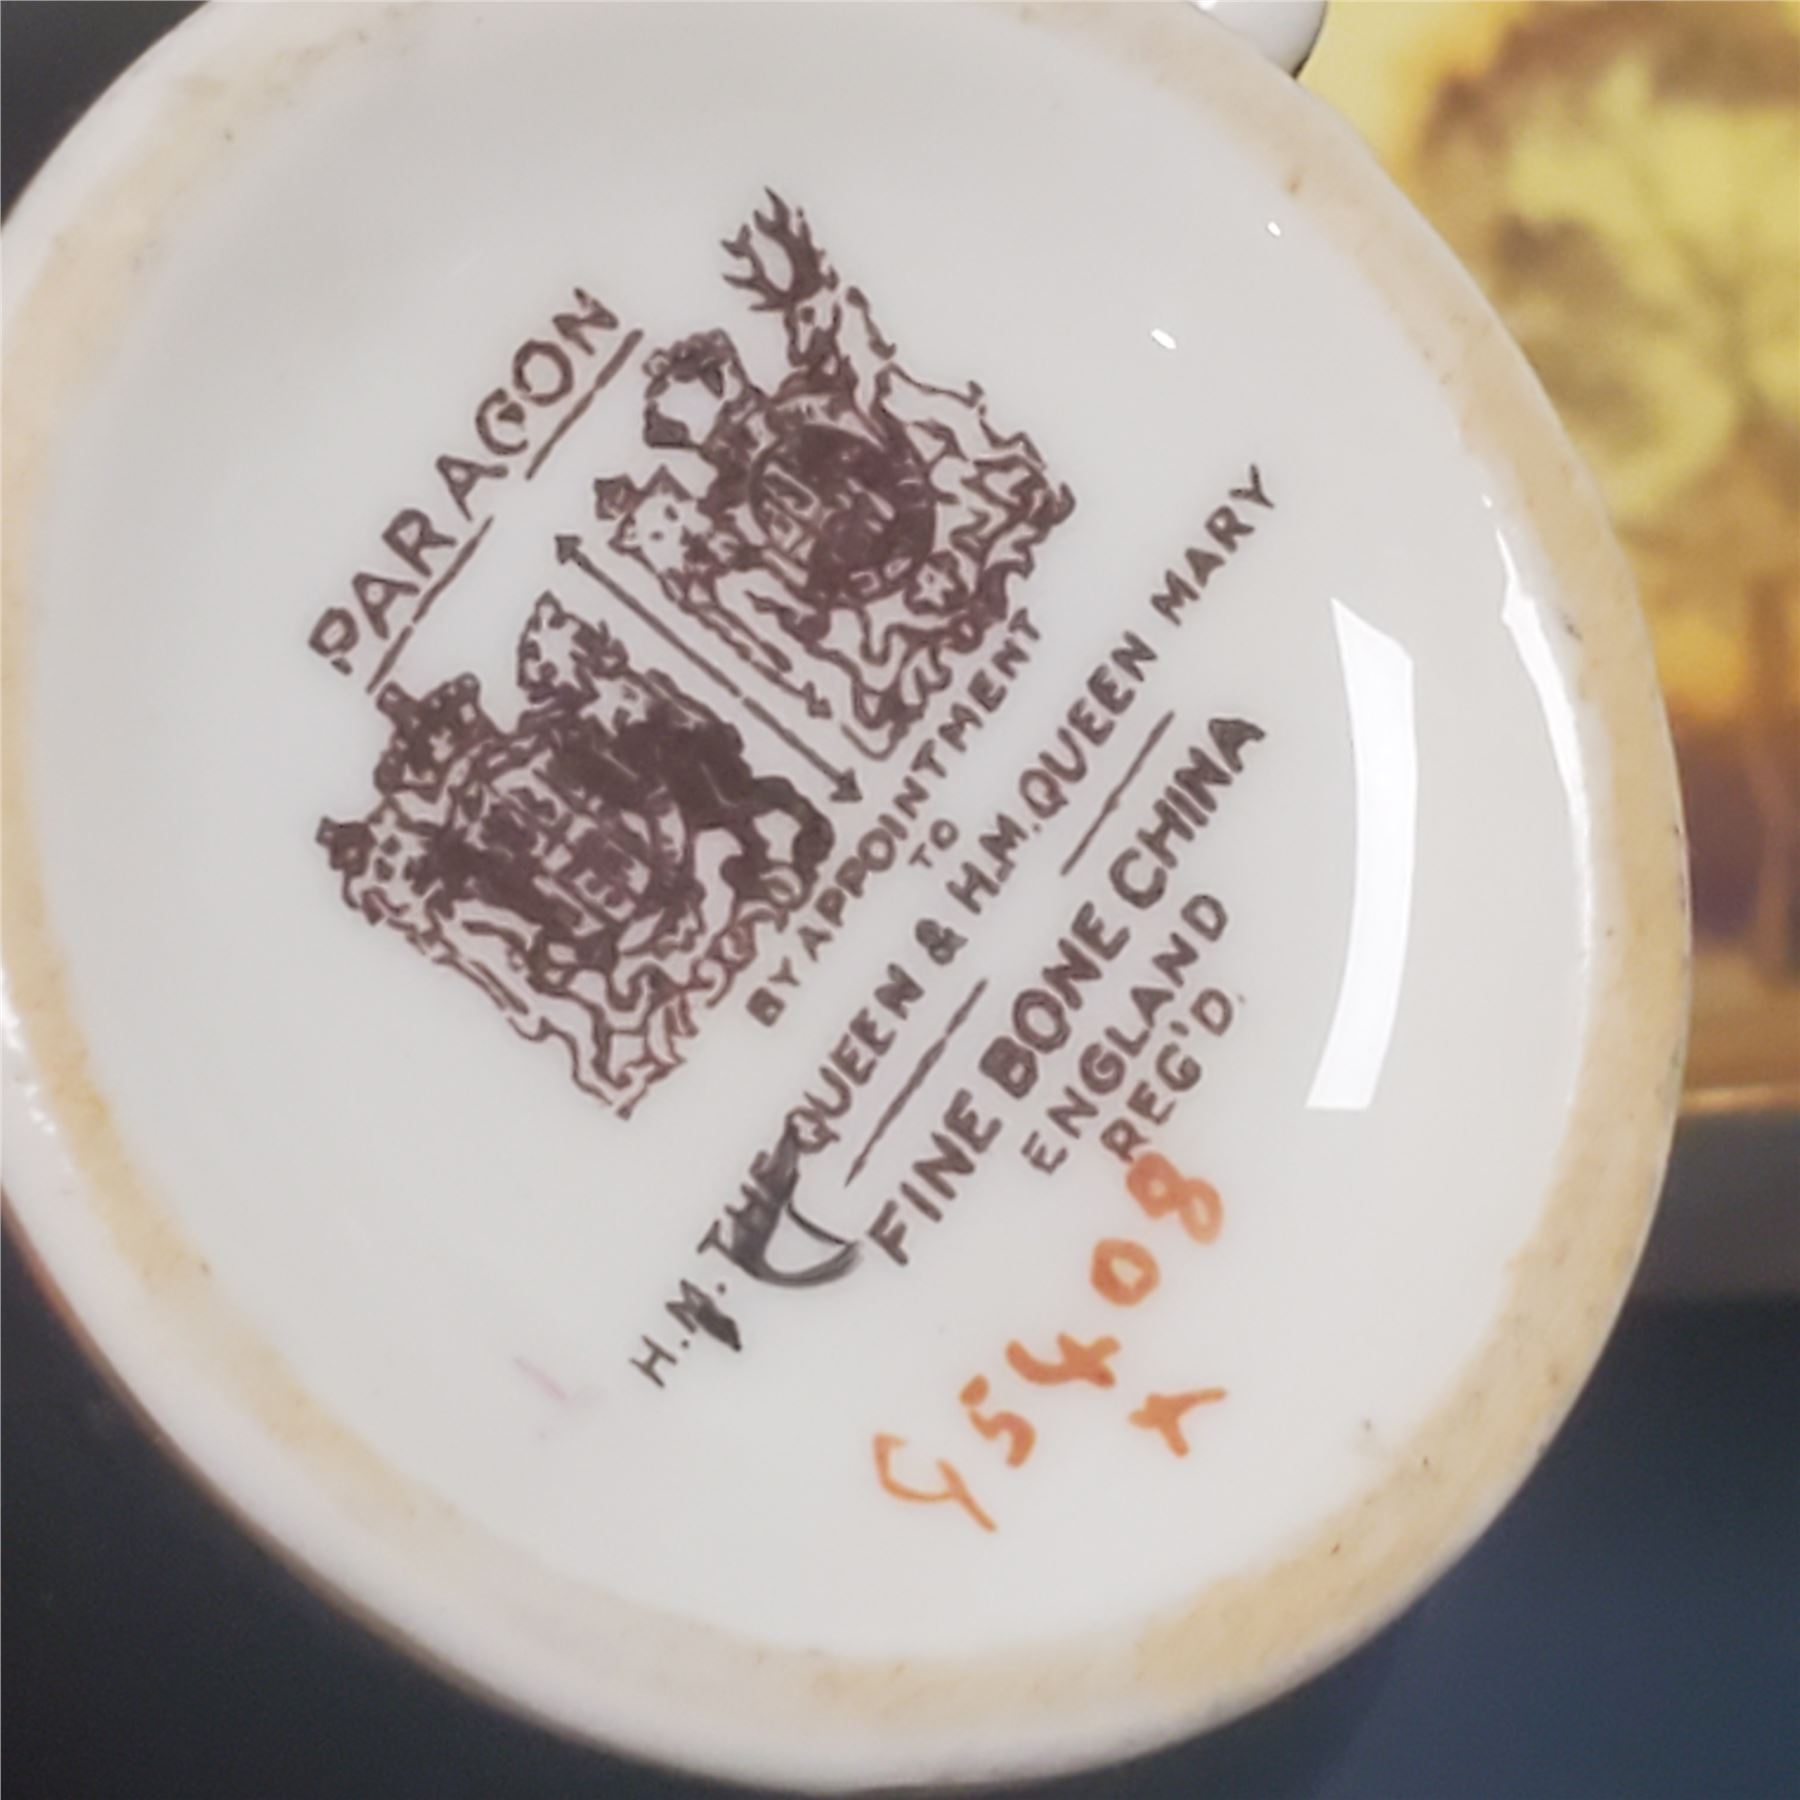 PARAGON
BY APPOINTMENT
TO
H.M. THE QUEEN & H.M. QUEEN MARY
FINE BONE CHINA
ENGLAND
REG'D.
G5408
X